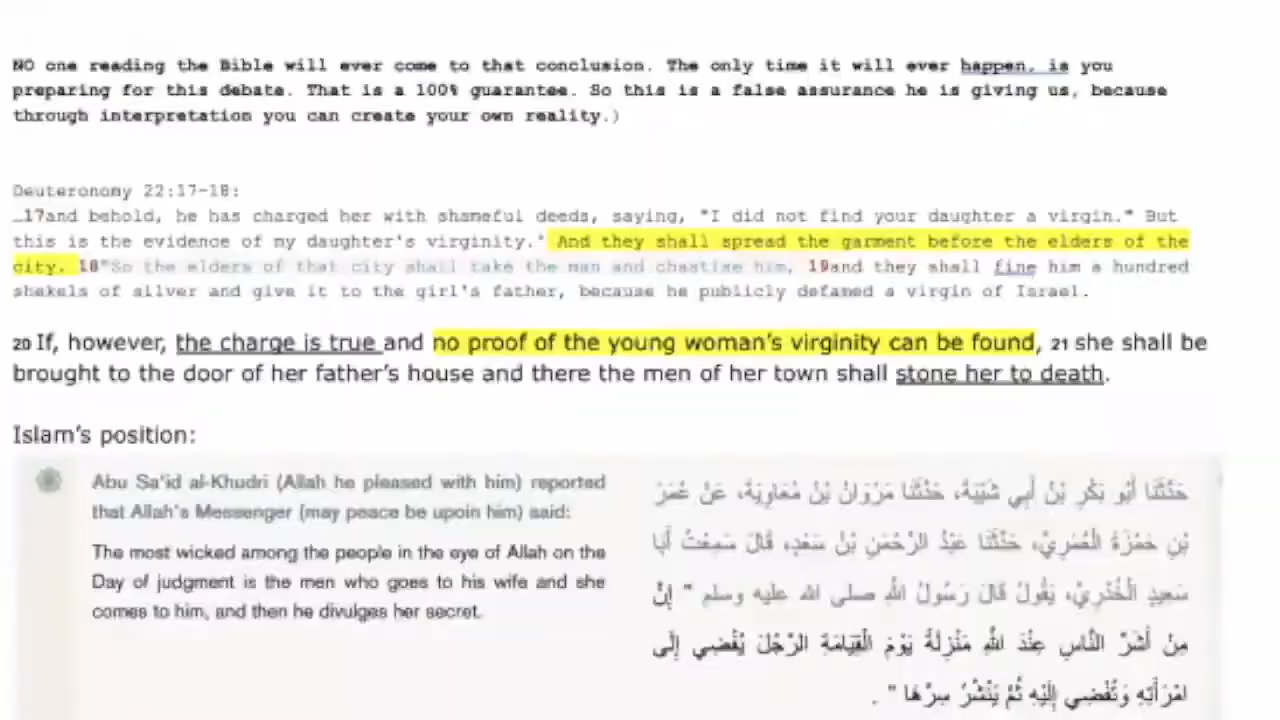 NO one reading the Bible will ever come to that conclusion. The only time it will ever happen, is you
preparing for this debate. That is a 100% guarantee. So this is a false assurance he is giving us, because
through interpretation you can create your own reality.)
Deuteronomy 22:17-18:
_17and behold, he has charged her with shameful deeds, saying, "I did not find your daughter a virgin." But
this is the evidence of my daughter's virginity.' And they shall spread the garment before the elders of the
city. 18"So the elders of that city shall take the man and chastise him, 19and they shall fine him a hundred
shekels of silver and give it to the girl's father, because he publicly defamed a virgin of Israel.
20 If, however, the charge is true and no proof of the young woman's virginity can be found, 21 she shall be
brought to the door of her father's house and there the men of her town shall stone her to death.
Islam's position:
Abu Sa'id al-Khudri (Allah he pleased with him) reported
that Allah's Messenger (may peace be upoin him) said:
The most wicked among the people in the eye of Allah on the
Day of judgment is the men who goes to his wife and she
comes to him, and then he divulges her secret.
حَدَّثَنَا أَبُو بَكْرِ بْنُ أَبِي شَيْبَةَ، حَدَّثَنَا مَرْوَانُ بْنُ مُعَاوِيَةَ، عَنْ عُمَرَ
بْنِ حَمْزَةَ الْعُمَرِيِّ، حَدَّثَنَا عَبْدُ الرَّحْمَنِ بْنُ سَعْدٍ، قَالَ سَمِعْتُ أَبَا
سَعِيدٍ الْخُدْرِيَّ، يَقُولُ قَالَ رَسُولُ اللَّهِ صلى الله عليه وسلم " إِنَّ
مِنْ أَشَرِّ النَّاسِ عِنْدَ اللَّهِ مَنْزِلَةً يَوْمَ الْقِيَامَةِ الرَّجُلَ يُفْضِي إِلَى
امْرَأَتِهِ وَتُفْضِي إِلَيْهِ ثُمَّ يَنْشُرُ سِرَّهَا " .